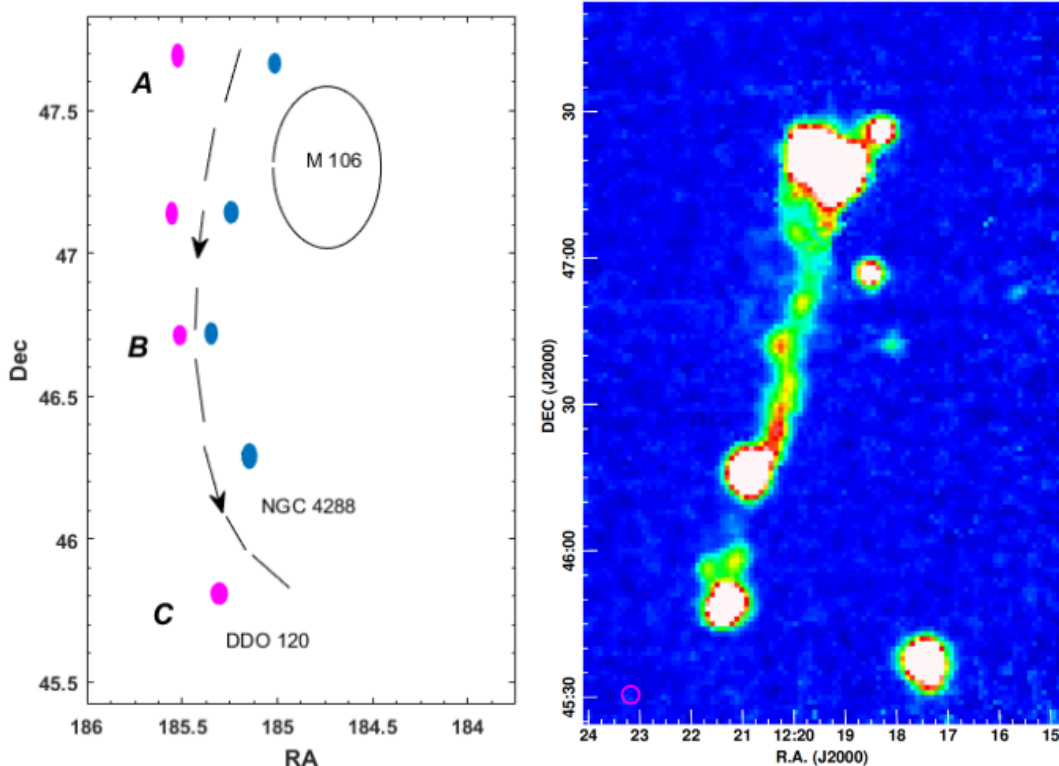 A
M 106
B
NGC 4288
C
DDO 120
47.5
47
46.5
46
45.5
Dec
186
185.5
185
184.5
184
RA
30
47:00
30
46:00
45:30
DEC (J2000)
24
23
22
21
12:20
19
18
17
16
15
R.A. (J2000)